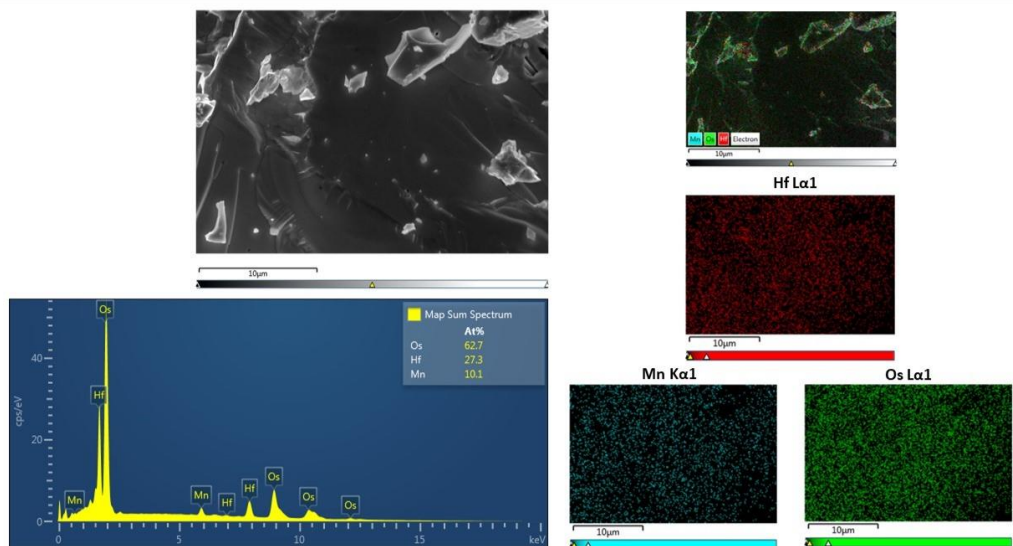 10μm
Mn Os Hf Electron
10μm
Hf Lα1
10μm
Mn Kα1
10μm
Os Lα1
10μm
Map Sum Spectrum
At%
Os 62.7
Hf 27.3
Mn 10.1
cps/eV
40
20
0
Os
Hf
Mn
Mn
Hf
Hf
Os
Os
Os
0 5 10 15 keV